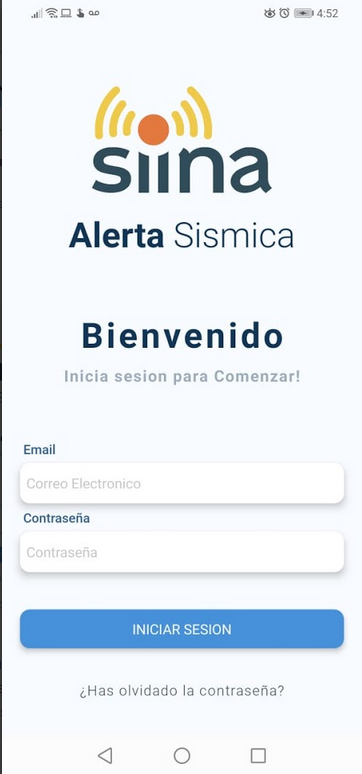 4:52
siina
Alerta Sismica
Bienvenido
Inicia sesion para Comenzar!
Email
Correo Electronico
Contraseña
Contraseña
INICIAR SESION
¿Has olvidado la contraseña?